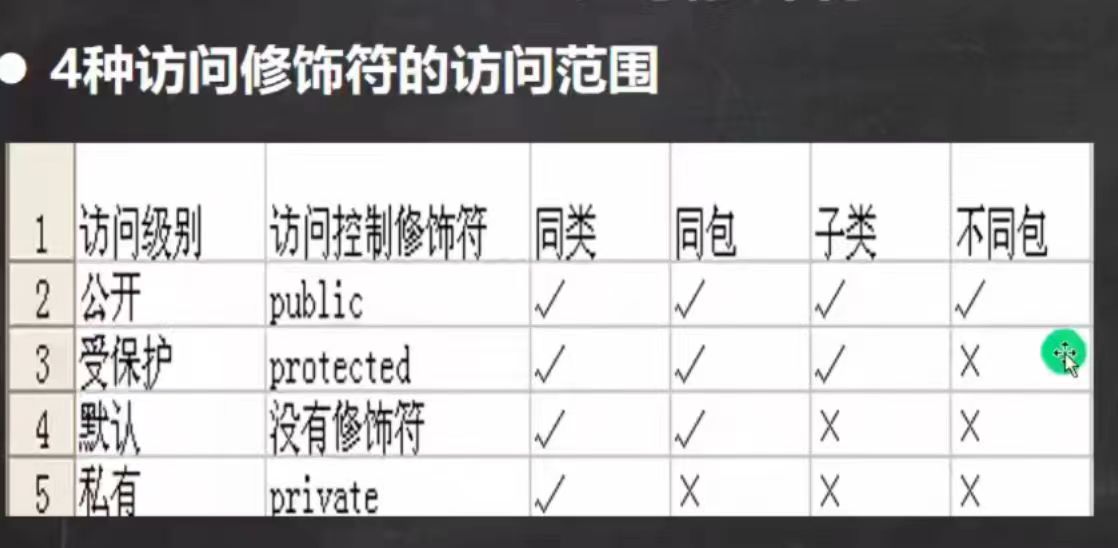 ● 4种访问修饰符的访问范围
1 访问级别 访问控制修饰符 同类 同包 子类 不同包
2 公开 public √ √ √ √
3 受保护 protected √ √ √ X
4 默认 没有修饰符 √ √ X X
5 私有 private √ X X X